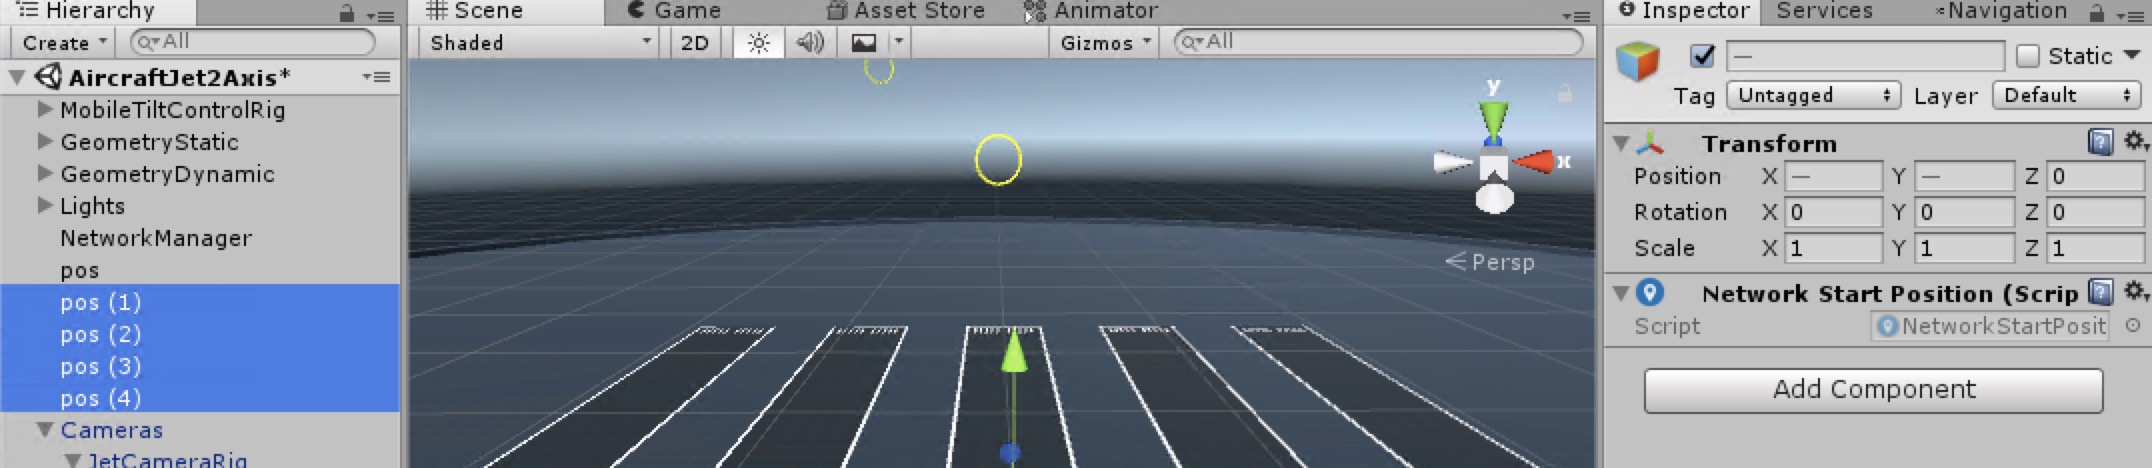 Hierarchy
Create
All
AircraftJet2Axis*
MobileTiltControlRig
GeometryStatic
GeometryDynamic
Lights
NetworkManager
pos
pos (1)
pos (2)
pos (3)
pos (4)
Cameras
JetCameraRig
Scene Game Asset Store Animator
Shaded 2D Gizmos All
y
x
Persp
Inspector Services Navigation
— Static
Tag Untagged Layer Default
Transform
Position X — Y — Z 0
Rotation X 0 Y 0 Z 0
Scale X 1 Y 1 Z 1
Network Start Position (Scrip
Script NetworkStartPosit
Add Component